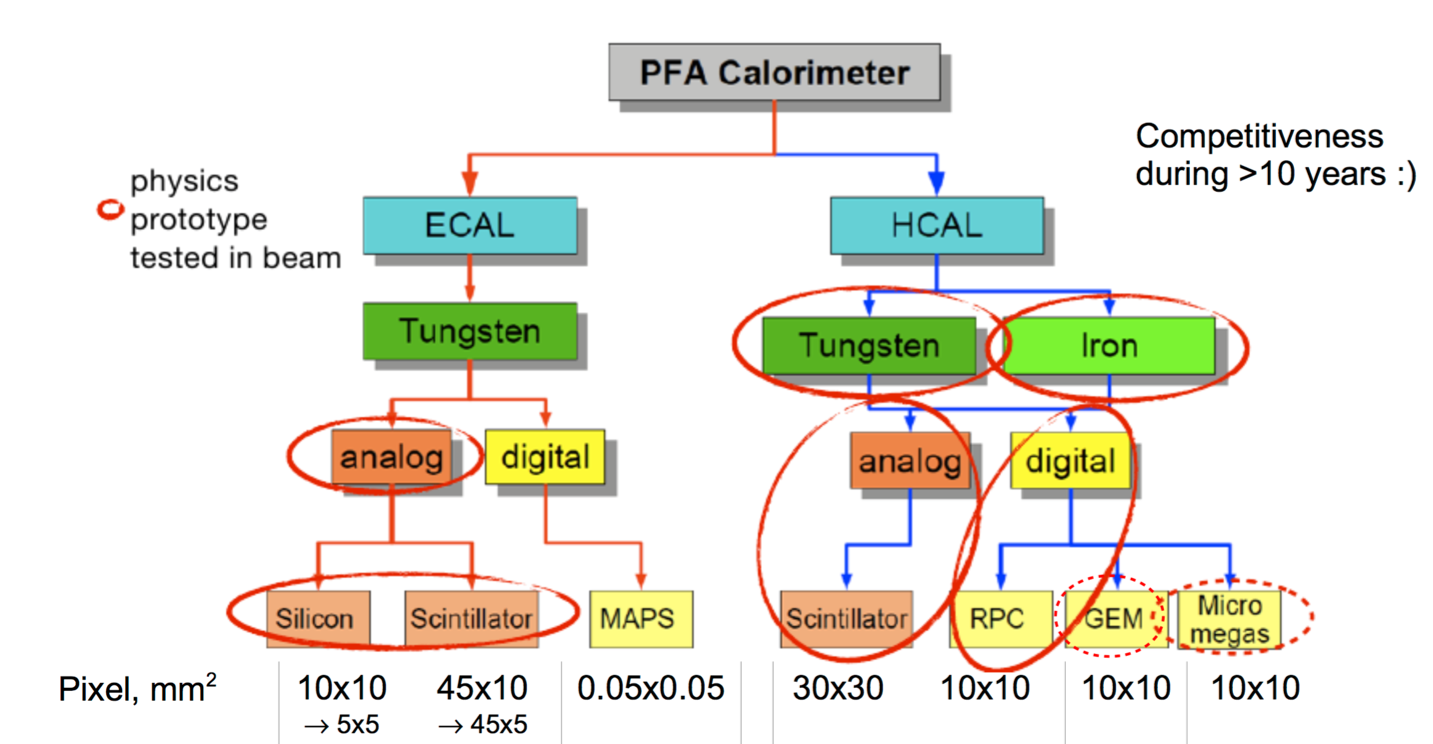 PFA Calorimeter
Competitiveness
during >10 years :)
physics
prototype
tested in beam
ECAL
HCAL
Tungsten
Tungsten
Iron
analog
digital
analog
digital
Silicon
Scintillator
MAPS
Scintillator
RPC
GEM
Micro
megas
Pixel, mm²
10x10
45x10
0.05x0.05
30x30
10x10
10x10
10x10
→ 5x5
→ 45x5